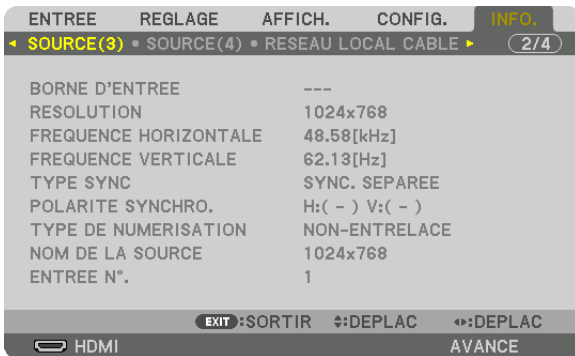 ENTREE REGLAGE AFFICH. CONFIG. INFO.
SOURCE(3) • SOURCE(4) • RESEAU LOCAL CABLE 2/4
BORNE D'ENTREE ---
RESOLUTION 1024x768
FREQUENCE HORIZONTALE 48.58[kHz]
FREQUENCE VERTICALE 62.13[Hz]
TYPE SYNC SYNC. SEPAREE
POLARITE SYNCHRO. H:( - ) V:( - )
TYPE DE NUMERISATION NON-ENTRELACE
NOM DE LA SOURCE 1024x768
ENTREE N°. 1
EXIT :SORTIR :DEPLAC :DEPLAC
HDMI AVANCE